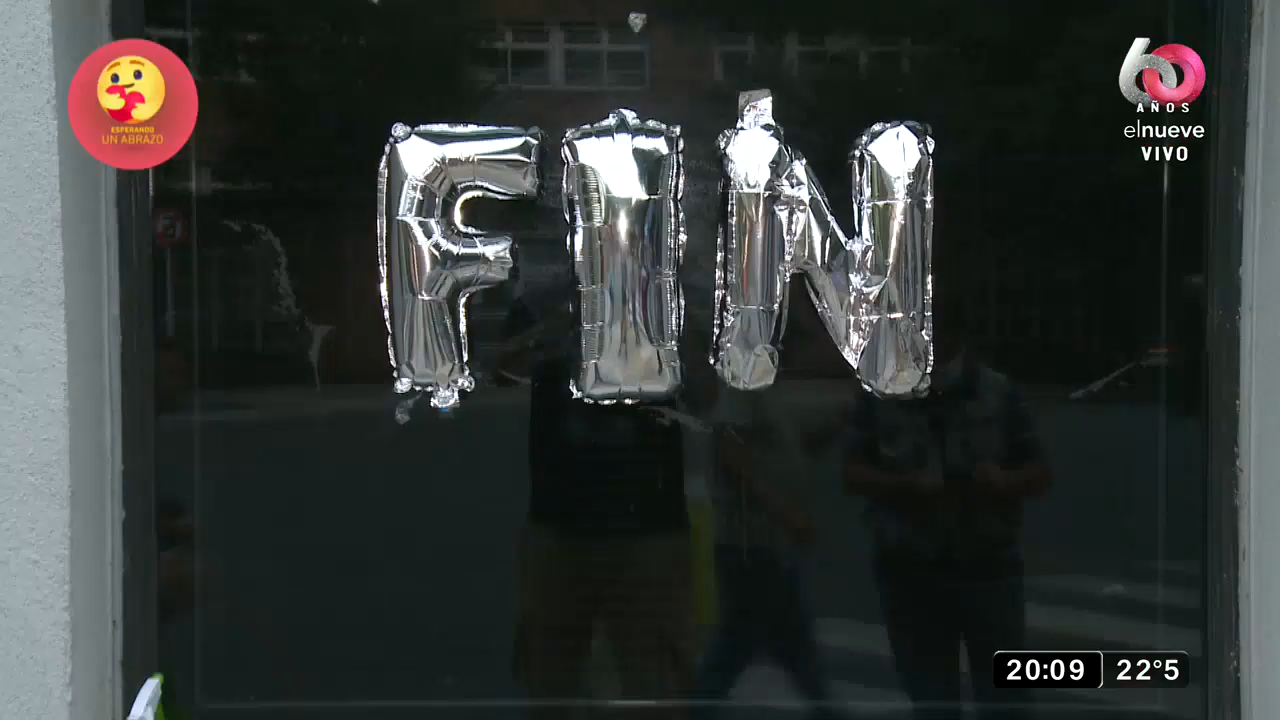 ESPERANDO
UN ABRAZO
FIN
60
AÑOS
elnueve
VIVO
20:09 22°5